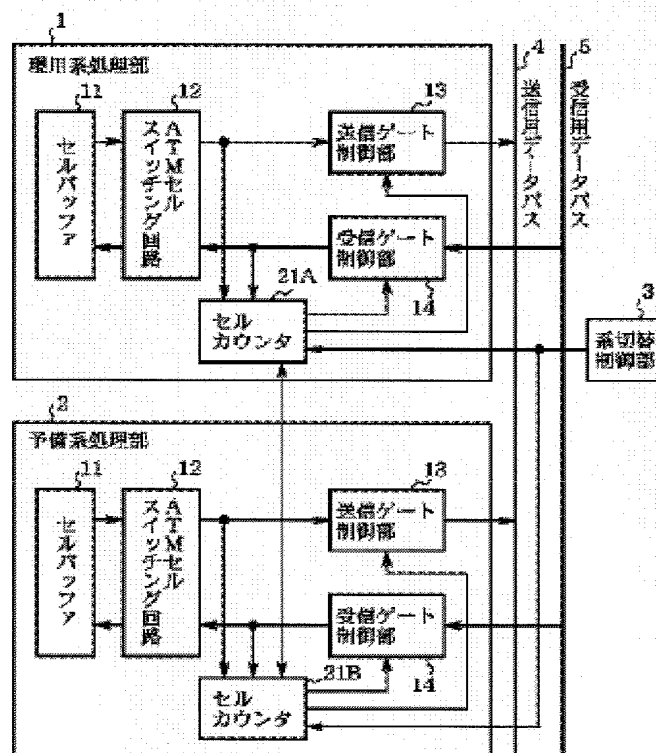 1
運用系処理部
11
セルバッファ
12
ATMセル
スイッチング回路
13
送信ゲート
制御部
受信ゲート
制御部
14
21A
セル
カウンタ
4
送信用データバス
5
受信用データバス
3
系切替
制御部
2
予備系処理部
11
セルバッファ
12
ATMセル
スイッチング回路
13
送信ゲート
制御部
受信ゲート
制御部
14
21B
セル
カウンタ